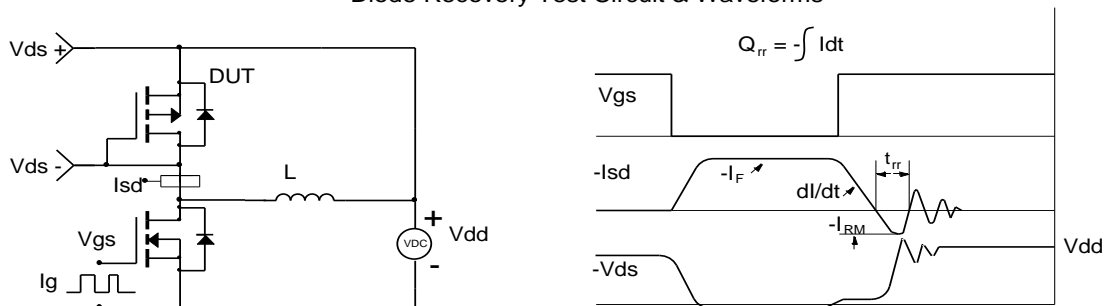 Diode Recovery Test Circuit & Waveforms
Vds +
DUT
Vds -
Isd
L
Vgs
Ig
+
VDC
-
Vdd
Qrr = -∫ Idt
Vgs
-Isd
-IF
trr
dI/dt
-IRM
Vdd
-Vds